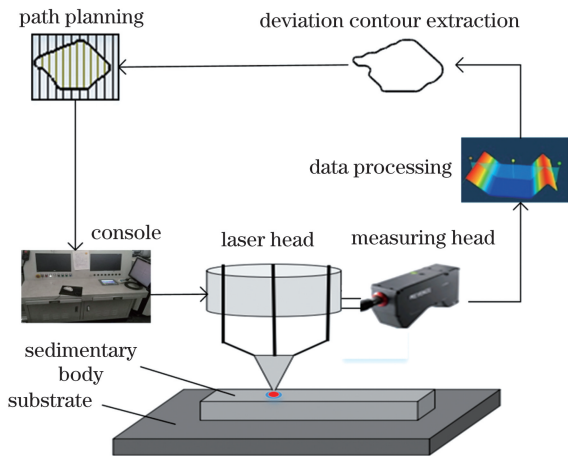 path planning
deviation contour extraction
data processing
console
laser head
measuring head
sedimentary
body
substrate